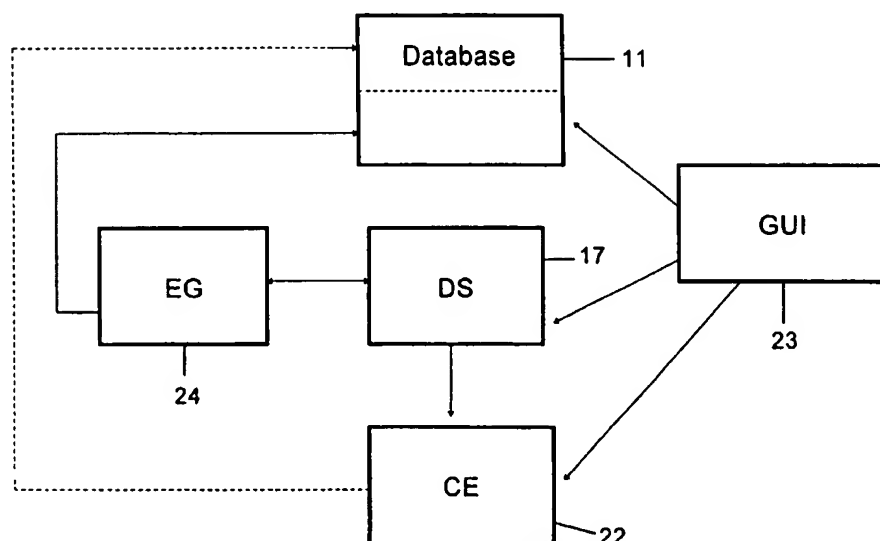 Database
11
GUI
17
EG
DS
23
24
CE
22